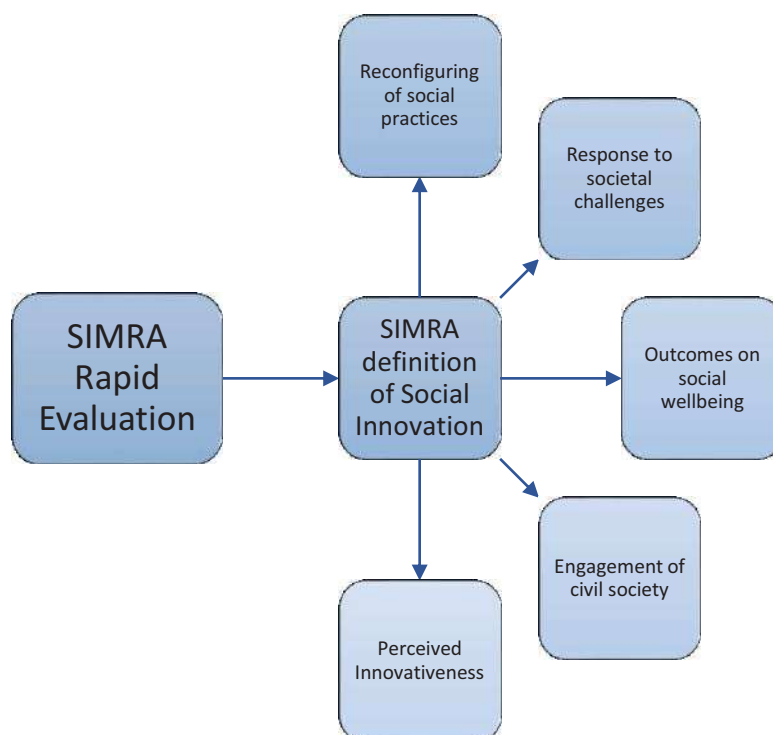 Reconfiguring
of social
practices
Response to
societal
challenges
SIMRA
Rapid
Evaluation
SIMRA
definition
of Social
Innovation
Outcomes on
social
wellbeing
Engagement of
civil society
Perceived
Innovativeness